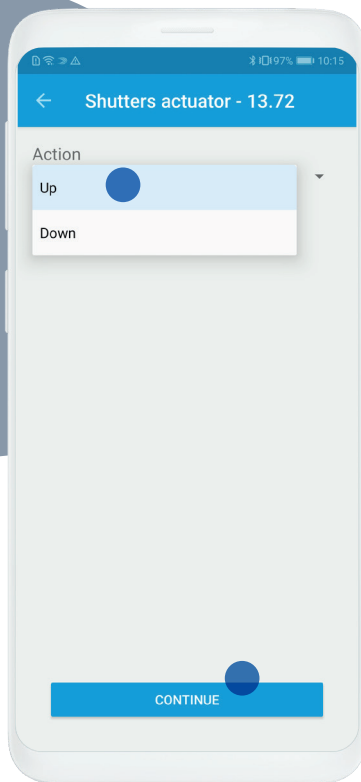 97% 10:15
Shutters actuator - 13.72
Action
Up
Down
CONTINUE